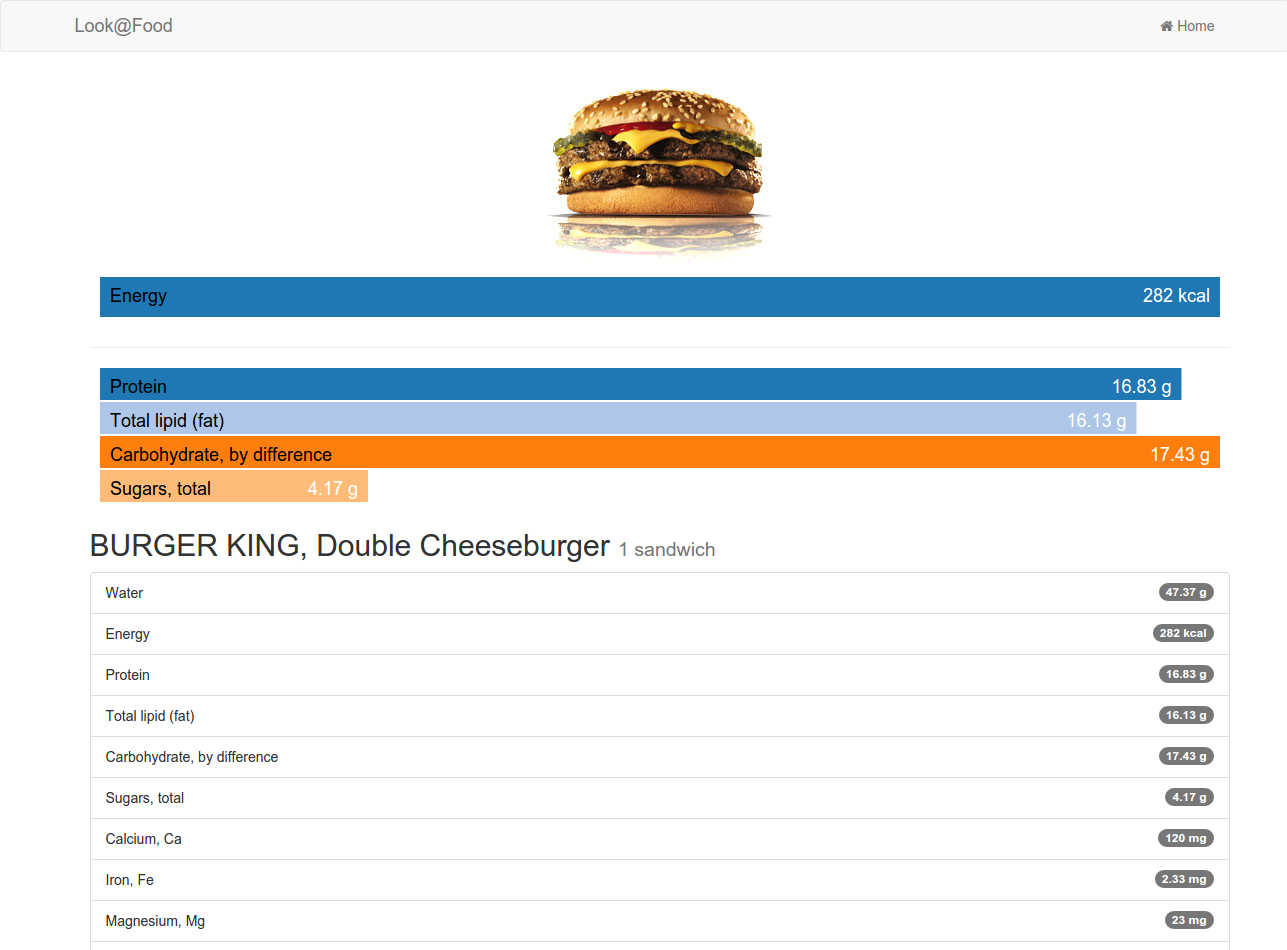 Look@Food
Home
Energy 282 kcal
Protein 16.83 g
Total lipid (fat) 16.13 g
Carbohydrate, by difference 17.43 g
Sugars, total 4.17 g
BURGER KING, Double Cheeseburger 1 sandwich
Water 47.37 g
Energy 282 kcal
Protein 16.83 g
Total lipid (fat) 16.13 g
Carbohydrate, by difference 17.43 g
Sugars, total 4.17 g
Calcium, Ca 120 mg
Iron, Fe 2.33 mg
Magnesium, Mg 23 mg